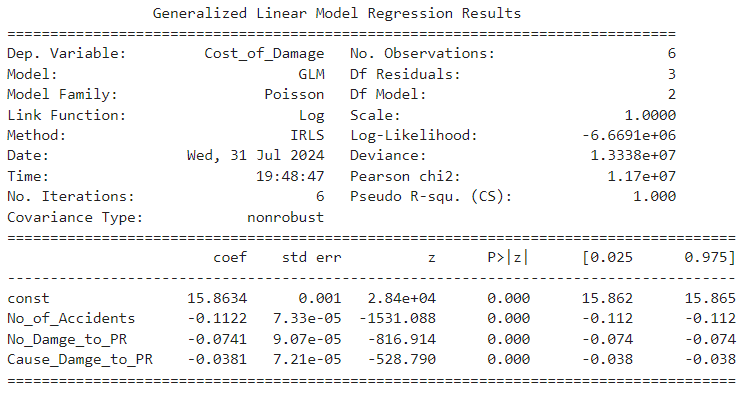 Generalized Linear Model Regression Results
==============================================================================
Dep. Variable: Cost_of_Damage No. Observations: 6
Model: GLM Df Residuals: 3
Model Family: Poisson Df Model: 2
Link Function: Log Scale: 1.0000
Method: IRLS Log-Likelihood: -6.6691e+06
Date: Wed, 31 Jul 2024 Deviance: 1.3338e+07
Time: 19:48:47 Pearson chi2: 1.17e+07
No. Iterations: 6 Pseudo R-squ. (CS): 1.000
Covariance Type: nonrobust
=====================================================================================
coef std err z P>|z| [0.025 0.975]
-------------------------------------------------------------------------------------
const 15.8634 0.001 2.84e+04 0.000 15.862 15.865
No_of_Accidents -0.1122 7.33e-05 -1531.088 0.000 -0.112 -0.112
No_Damge_to_PR -0.0741 9.07e-05 -816.914 0.000 -0.074 -0.074
Cause_Damge_to_PR -0.0381 7.21e-05 -528.790 0.000 -0.038 -0.038
=====================================================================================